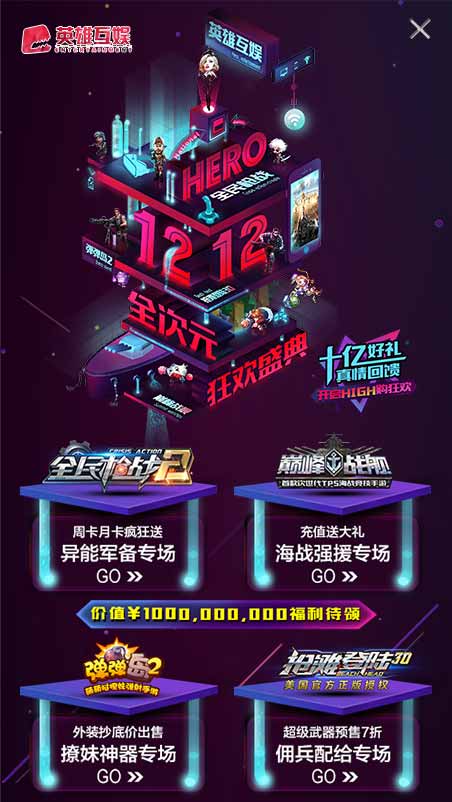 英雄互娱
ENTERTAINMENT
英雄互娱
HERO
全民枪战
12 12
弹弹岛2
全次元
狂欢盛典
十亿好礼
真情回馈
开启HIGH购狂欢
CRISIS ACTION
全民枪战2
巅峰战舰
首款次世代TPS海战竞技手游
周卡月卡疯狂送
异能军备专场
GO »
充值送大礼
海战强援专场
GO »
价值¥1000,000,000福利待领
弹弹岛2
抢滩登陆3D
BEACH HEAD
美国官方正版授权
外装抄底价出售
撩妹神器专场
GO »
超级武器预售7折
佣兵配给专场
GO »